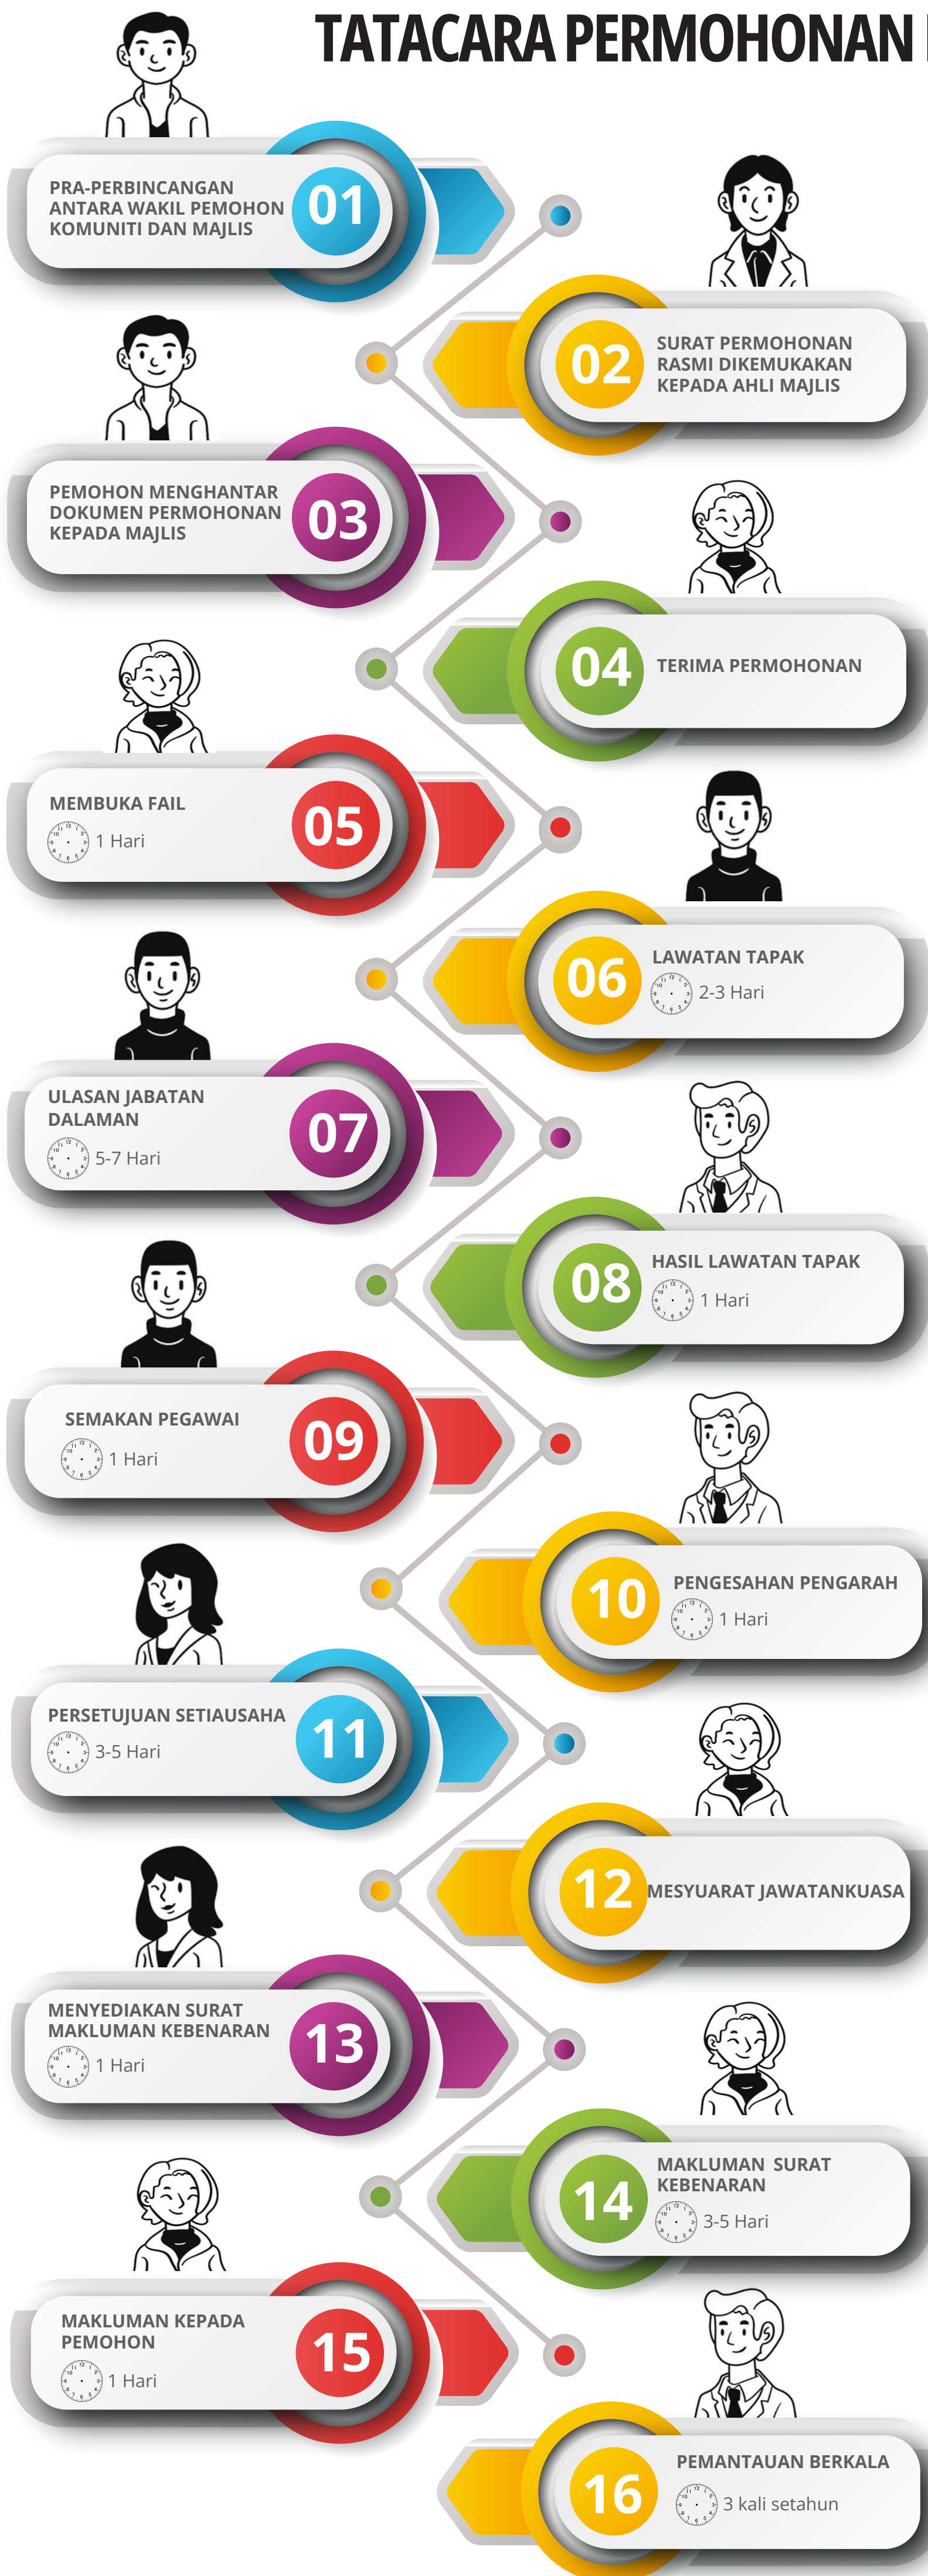 TATACARA PERMOHONAN
PRA-PERBINCANGAN
ANTARA WAKIL PEMOHON
KOMUNITI DAN MAJLIS
01
02
SURAT PERMOHONAN
RASMI DIKEMUKAKAN
KEPADA AHLI MAJLIS
PEMOHON MENGHANTAR
DOKUMEN PERMOHONAN
KEPADA MAJLIS
03
04
TERIMA PERMOHONAN
MEMBUKA FAIL
1 Hari
05
06
LAWATAN TAPAK
2-3 Hari
ULASAN JABATAN
DALAMAN
5-7 Hari
07
08
HASIL LAWATAN TAPAK
1 Hari
SEMAKAN PEGAWAI
1 Hari
09
10
PENGESAHAN PENGARAH
1 Hari
PERSETUJUAN SETIAUSAHA
3-5 Hari
11
12
MESYUARAT JAWATANKUASA
MENYEDIAKAN SURAT
MAKLUMAN KEBENARAN
1 Hari
13
14
MAKLUMAN SURAT
KEBENARAN
3-5 Hari
MAKLUMAN KEPADA
PEMOHON
1 Hari
15
16
PEMANTAUAN BERKALA
3 kali setahun